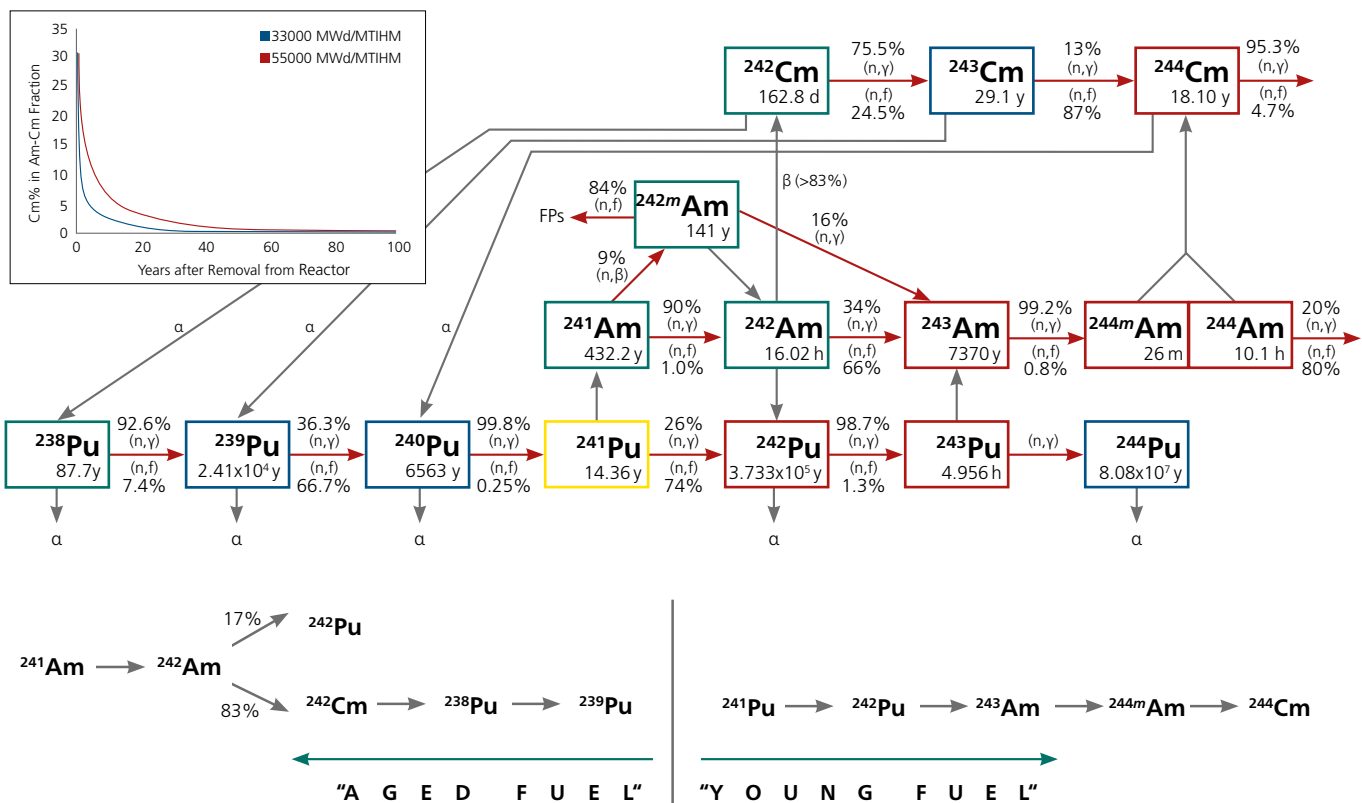 35
30
25
20
15
10
5
0
Cm% in Am-Cm Fraction
33000 MWd/MTIHM
55000 MWd/MTIHM
0 20 40 60 80 100
Years after Removal from Reactor
²⁴²Cm
162.8 d
75.5%
(n,γ)
(n,f)
24.5%
²⁴³Cm
29.1 y
13%
(n,γ)
(n,f)
87%
²⁴⁴Cm
18.10 y
95.3%
(n,γ)
(n,f)
4.7%
β (>83%)
FPs
84%
(n,f)
²⁴²ᵐAm
141 y
16%
(n,γ)
9%
(n,β)
α
α
α
²⁴¹Am
432.2 y
90%
(n,γ)
(n,f)
1.0%
²⁴²Am
16.02 h
34%
(n,γ)
(n,f)
66%
²⁴³Am
7370 y
99.2%
(n,γ)
(n,f)
0.8%
²⁴⁴ᵐAm
26 m
²⁴⁴Am
10.1 h
20%
(n,γ)
(n,f)
80%
²³⁸Pu
87.7y
92.6%
(n,γ)
(n,f)
7.4%
²³⁹Pu
2.41x10⁴y
36.3%
(n,γ)
(n,f)
66.7%
²⁴⁰Pu
6563 y
99.8%
(n,γ)
(n,f)
0.25%
²⁴¹Pu
14.36 y
26%
(n,γ)
(n,f)
74%
²⁴²Pu
3.733x10⁵y
98.7%
(n,γ)
(n,f)
1.3%
²⁴³Pu
4.956 h
(n,γ)
²⁴⁴Pu
8.08x10⁷y
α
α
α
α
α
²⁴¹Am
²⁴²Am
17%
²⁴²Pu
83%
²⁴²Cm
²³⁸Pu
²³⁹Pu
"A G E D F U E L"
²⁴¹Pu
²⁴²Pu
²⁴³Am
²⁴⁴ᵐAm
²⁴⁴Cm
"Y O U N G F U E L"